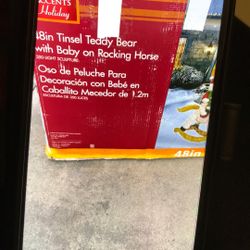 ACCENTS
Holiday
48in Tinsel Teddy Bear
with Baby on Rocking Horse
Oso de Peluche Para
Decoración con Bebé en
Caballito Mecedor de 1.2m
48in